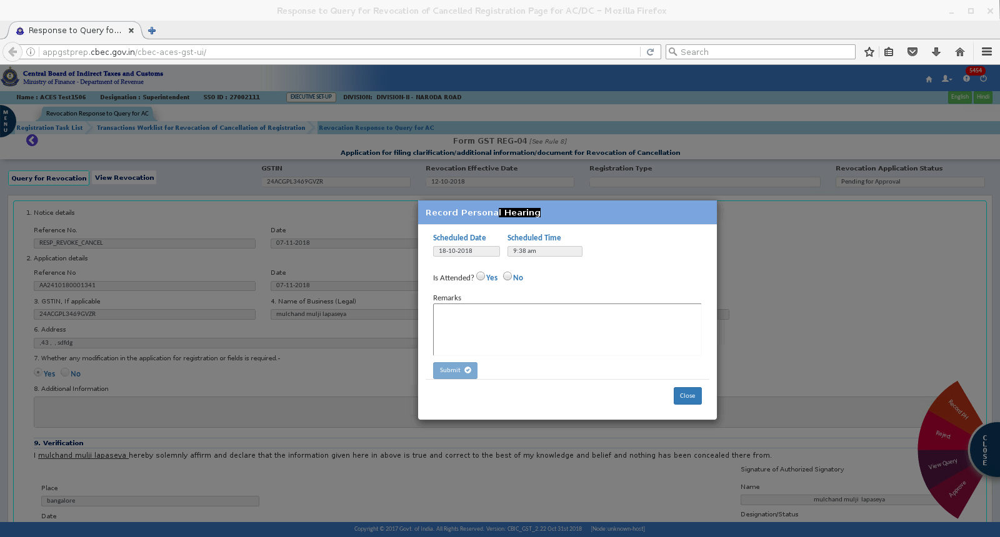 Response to Query for Revocation of Cancelled Registration Page for AC/DC – Mozilla Firefox
Response to Query fo...
appgstprep.cbec.gov.in/cbec-aces-gst-ui/
Search
Central Board of Indirect Taxes and Customs
Ministry of Finance - Department of Revenue
5454
Name : ACES Test1506 Designation : Superintendent SSO ID : 27002111 EXECUTIVE SET-UP DIVISION: DIVISION-II - NARODA ROAD English Hindi
MENU
Revocation Response to Query for AC
Registration Task List Transactions Worklist for Revocation of Cancellation of Registration Revocation Response to Query for AC
Form GST REG-04 [See Rule 8]
Application for filing clarification/additional information/document for Revocation of Cancellation
Query for Revocation View Revocation
GSTIN Revocation Effective Date Registration Type Revocation Application Status
24ACGPL3469GVZR 12-10-2018 Pending for Approval
1. Notice details
Reference No. Date
RESP_REVOKE_CANCEL 07-11-2018
2. Application details
Reference No Date
AA2410180001341 07-11-2018
3. GSTIN, If applicable 4. Name of Business (Legal)
24ACGPL3469GVZR mulchand mulji lapaseya
6. Address
,43 , , sdfdg
7. Whether any modification in the application for registration or fields is required.-
Yes No
8. Additional Information
Record Personal Hearing
Scheduled Date Scheduled Time
18-10-2018 9:38 am
Is Attended? Yes No
Remarks
Submit
Close
9. Verification
I mulchand mulji lapaseya hereby solemnly affirm and declare that the information given here in above is true and correct to the best of my knowledge and belief and nothing has been concealed there from.
Signature of Authorized Signatory
Place
bangalore
Date
Name
mulchand mulji lapaseya
Designation/Status
Record PH
Reject
View Query
Approve
CLOSE
Copyright © 2017 Govt. of India. All Rights Reserved. Version: CBIC_GST_2.22 Oct 31st 2018 [Node:unknown-host]